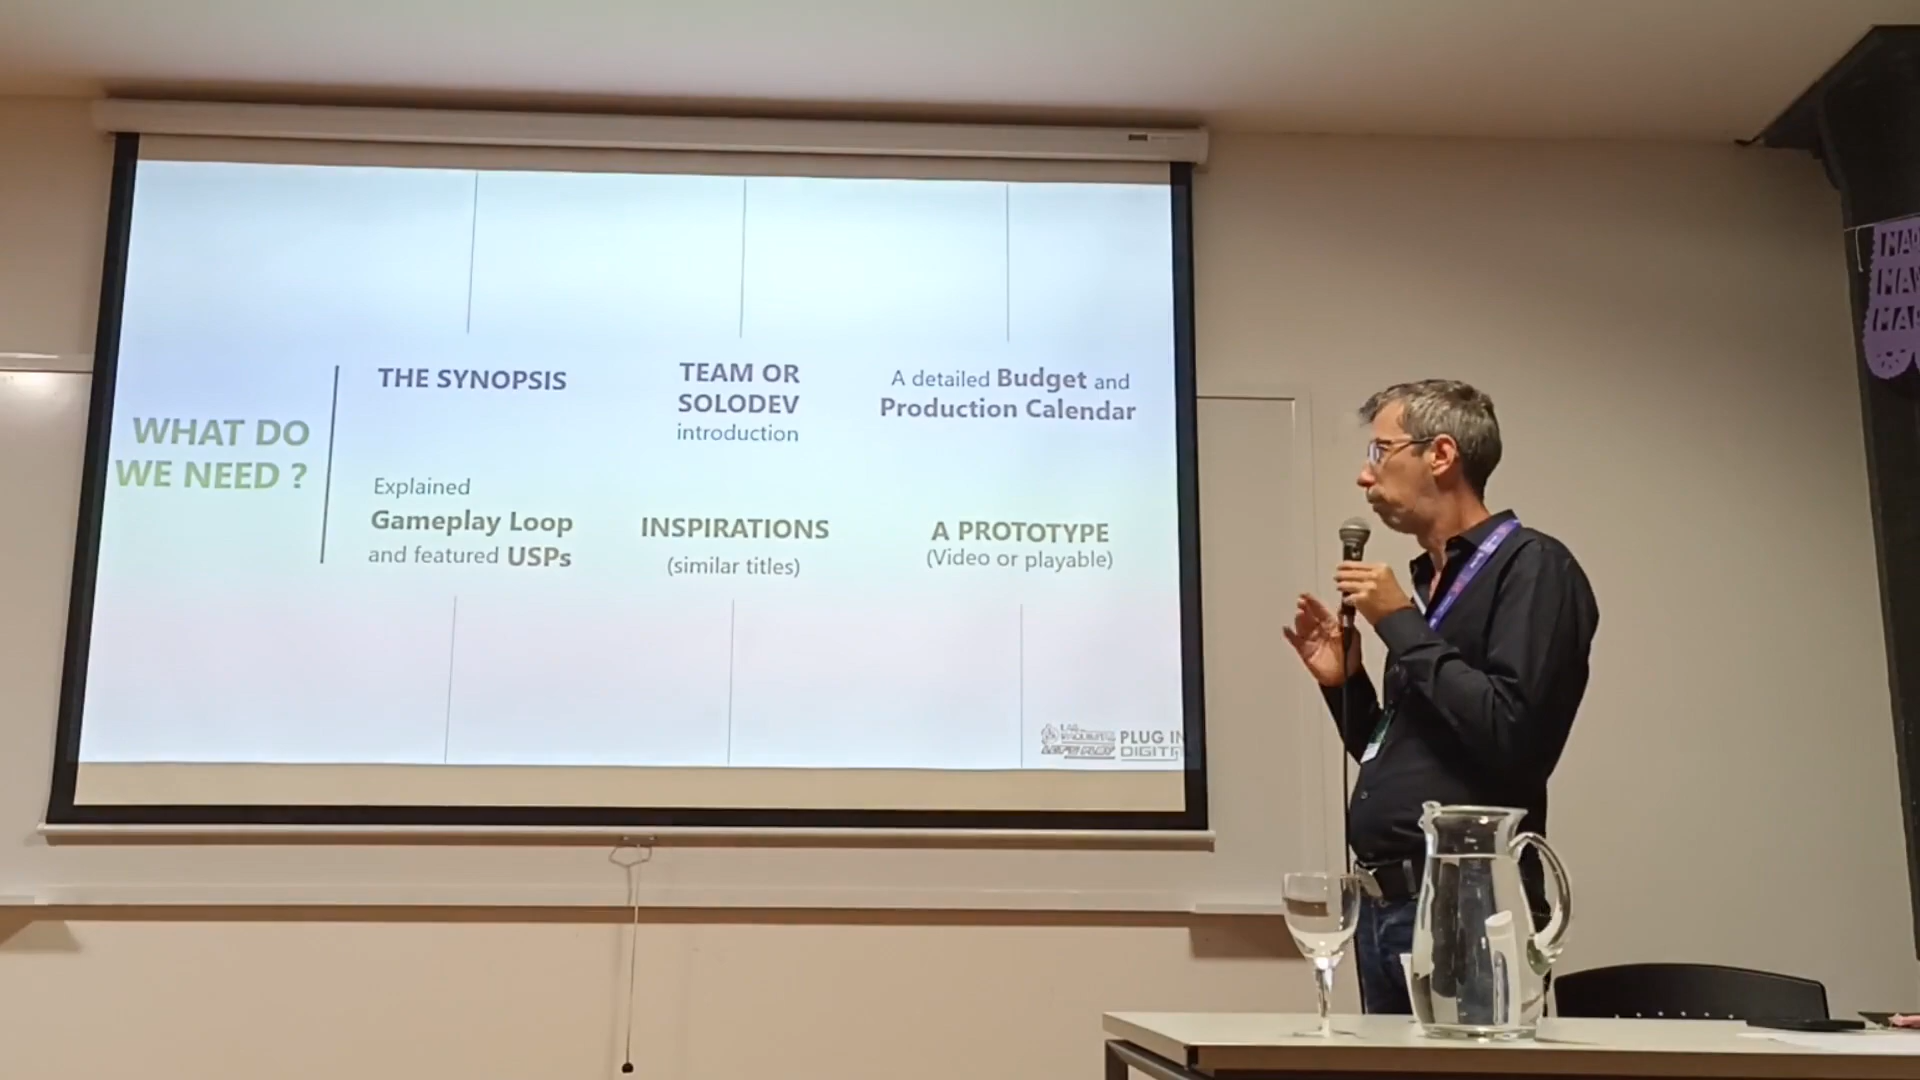 WHAT DO
WE NEED ?
THE SYNOPSIS
TEAM OR
SOLODEV
introduction
A detailed Budget and
Production Calendar
Explained
Gameplay Loop
and featured USPs
INSPIRATIONS
(similar titles)
A PROTOTYPE
(Video or playable)
PLUG IN
DIGIT